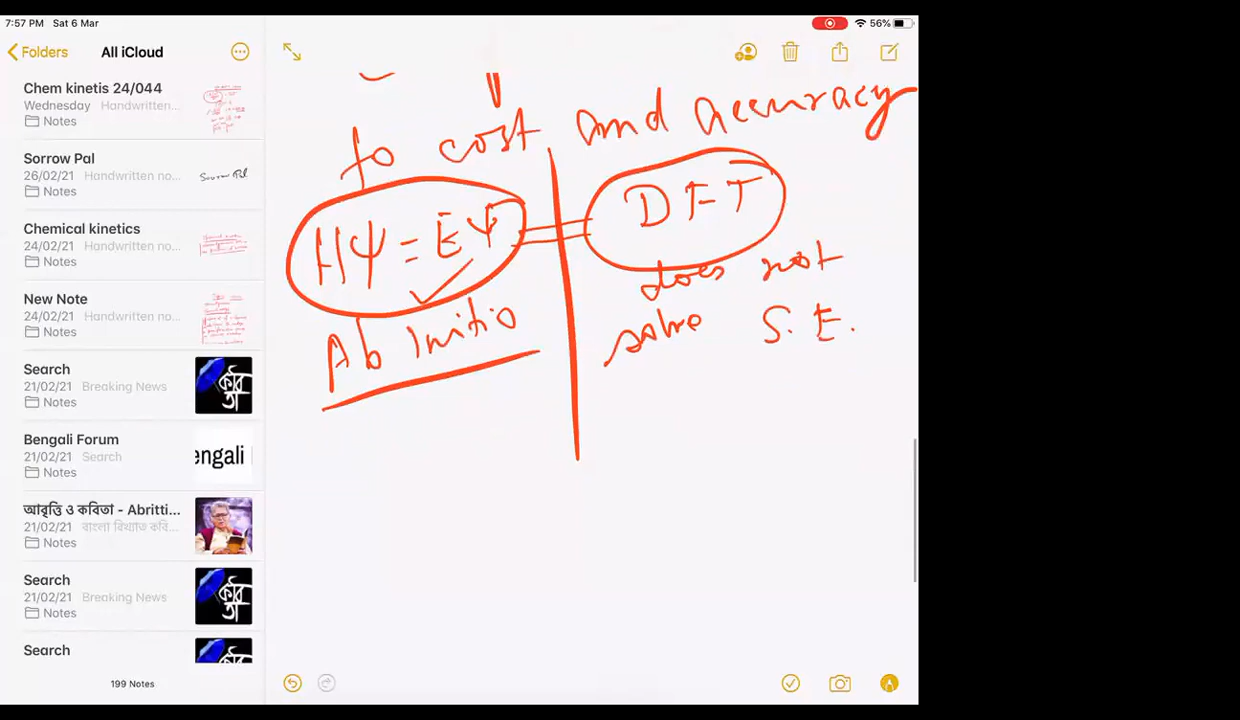 7:57 PM Sat 6 Mar
56%
Folders
All iCloud
Chem kinetis 24/044
Wednesday Handwritten...
Notes
Sorrow Pal
26/02/21 Handwritten no...
Notes
Sorrow Pal
Chemical kinetics
24/02/21 Handwritten no...
Notes
New Note
24/02/21 Handwritten no...
Notes
Search
21/02/21 Breaking News
Notes
Bengali Forum
21/02/21 Search
Notes
engali
আবৃত্তি ও কবিতা - Abritti...
21/02/21 বাংলা বিখ্যাত কবি...
Notes
Search
21/02/21 Breaking News
Notes
Search
199 Notes
to cost and accuracy
HΨ = EΨ = DFT
Ab initio
does not
solve S.E.